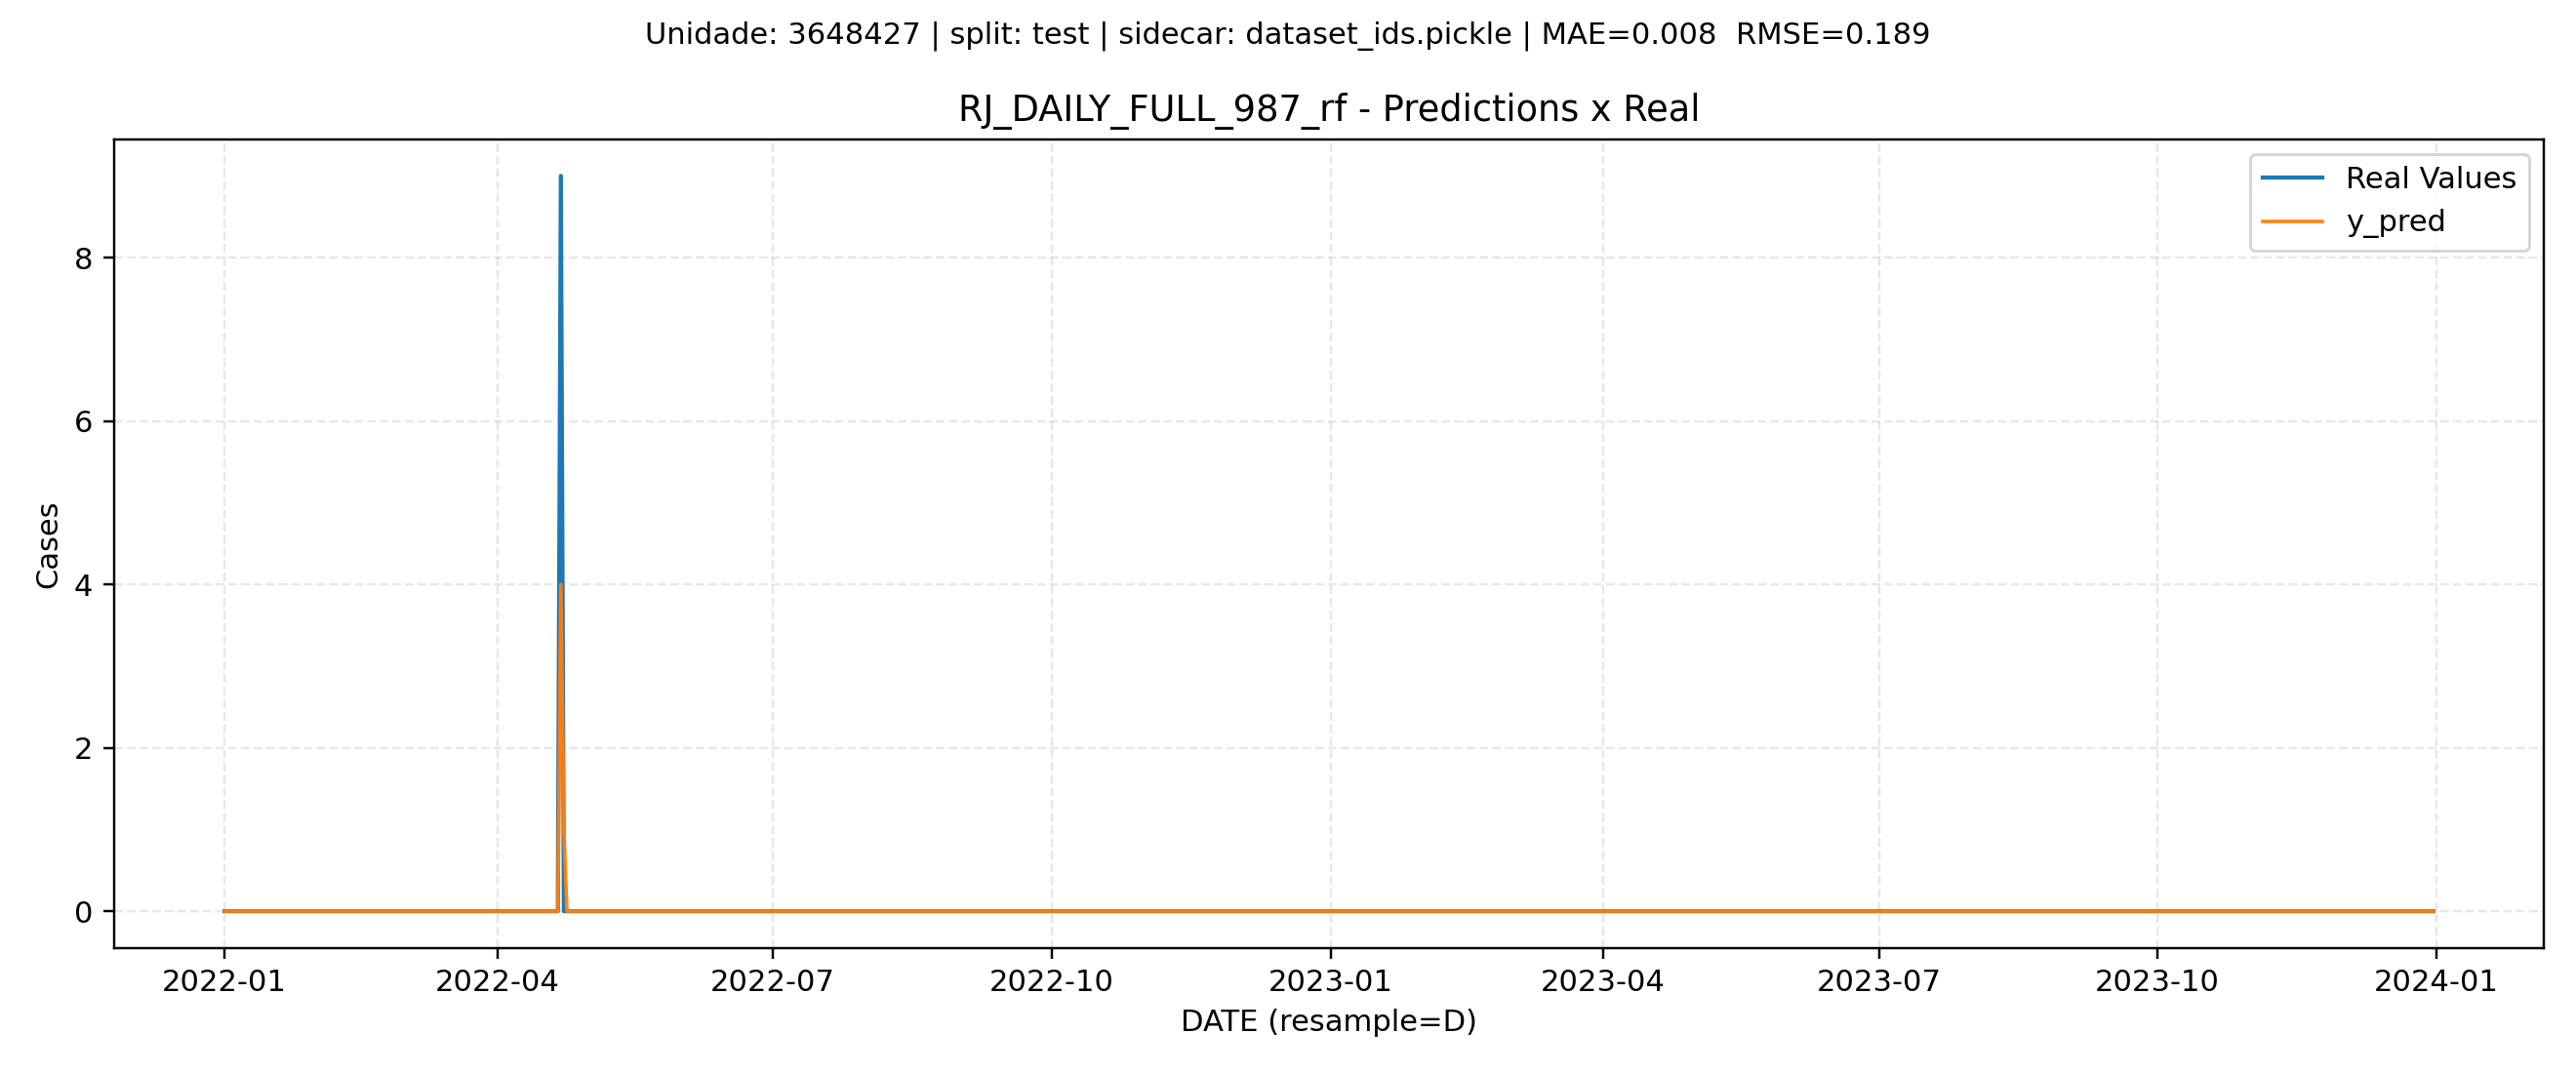 Unidade: 3648427 | split: test | sidecar: dataset_ids.pickle | MAE=0.008  RMSE=0.189
RJ_DAILY_FULL_987_rf - Predictions x Real
Real Values
y_pred
Cases
8
6
4
2
0
2022-01
2022-04
2022-07
2022-10
2023-01
2023-04
2023-07
2023-10
2024-01
DATE (resample=D)